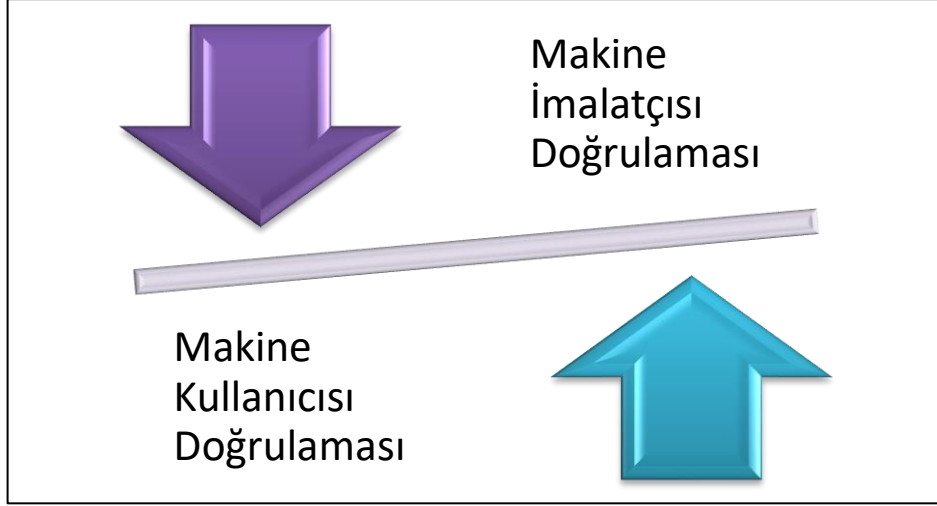 Makine
İmalatçısı
Doğrulaması
Makine
Kullanıcısı
Doğrulaması